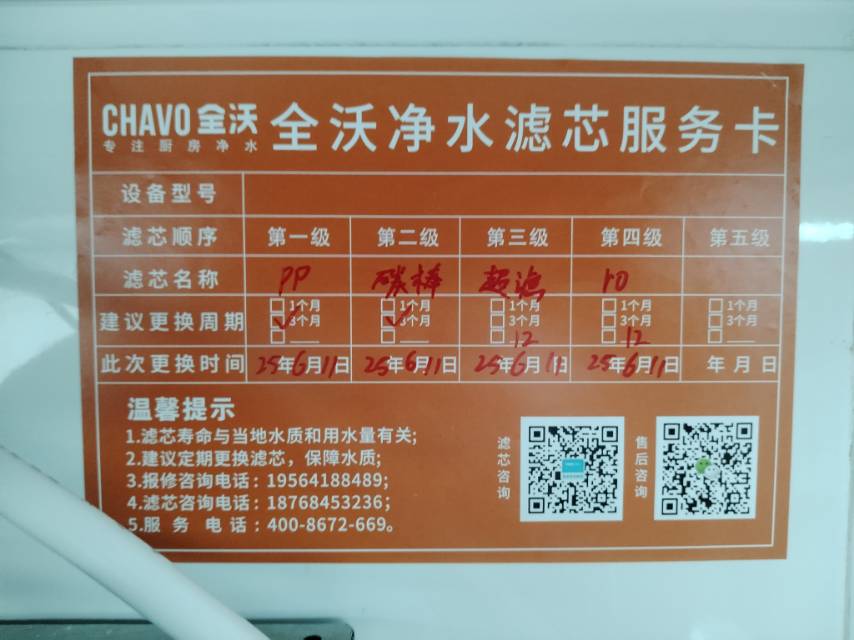 CHAVO 全沃 全沃净水滤芯服务卡
专注厨房净水
设备型号
滤芯顺序 第一级 第二级 第三级 第四级 第五级
滤芯名称 PP 碳棒 超滤 10
建议更换周期 1个月 1个月 1个月 1个月 1个月
3个月 3个月 3个月 3个月 3个月
12 12
此次更换时间 25年6月11日 25年6月11日 25年6月11日 25年6月11日 年月日
温馨提示
1.滤芯寿命与当地水质和用水量有关;
2.建议定期更换滤芯，保障水质;
3.报修咨询电话：19564188489;
4.滤芯咨询电话：18768453236;
5.服务电话：400-8672-669。
滤芯咨询
售后咨询